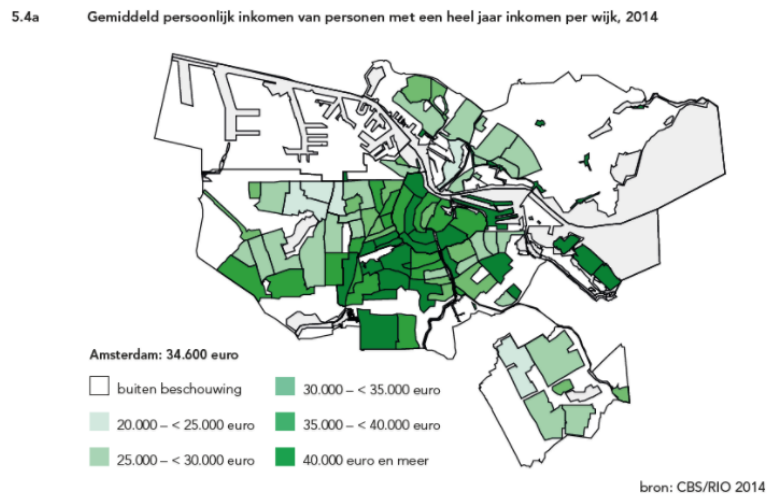 5.4a Gemiddeld persoonlijk inkomen van personen met een heel jaar inkomen per wijk, 2014
Amsterdam: 34.600 euro
buiten beschouwing
20.000 – < 25.000 euro
25.000 – < 30.000 euro
30.000 – < 35.000 euro
35.000 – < 40.000 euro
40.000 euro en meer
bron: CBS/RIO 2014